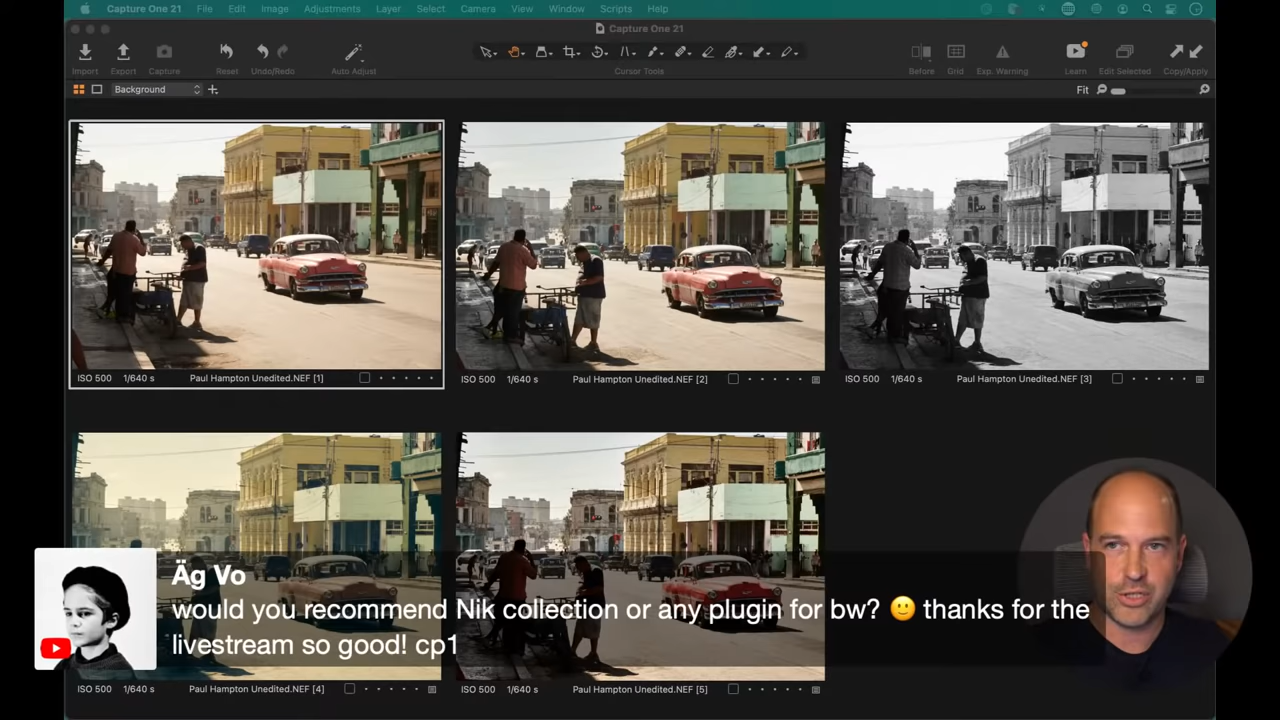 Capture One 21 File Edit Image Adjustments Layer Select Camera View Window Scripts Help
Capture One 21
Import Export Capture Reset Undo/Redo Auto Adjust Cursor Tools Before Grid Exp. Warning Learn Edit Selected Copy/Apply
Background Fit
ISO 500 1/640 s Paul Hampton Unedited.NEF [1]
ISO 500 1/640 s Paul Hampton Unedited.NEF [2]
ISO 500 1/640 s Paul Hampton Unedited.NEF [3]
Äg Vo
would you recommend Nik collection or any plugin for bw? 🙂 thanks for the
livestream so good! cp1
ISO 500 1/640 s Paul Hampton Unedited.NEF [4]
ISO 500 1/640 s Paul Hampton Unedited.NEF [5]